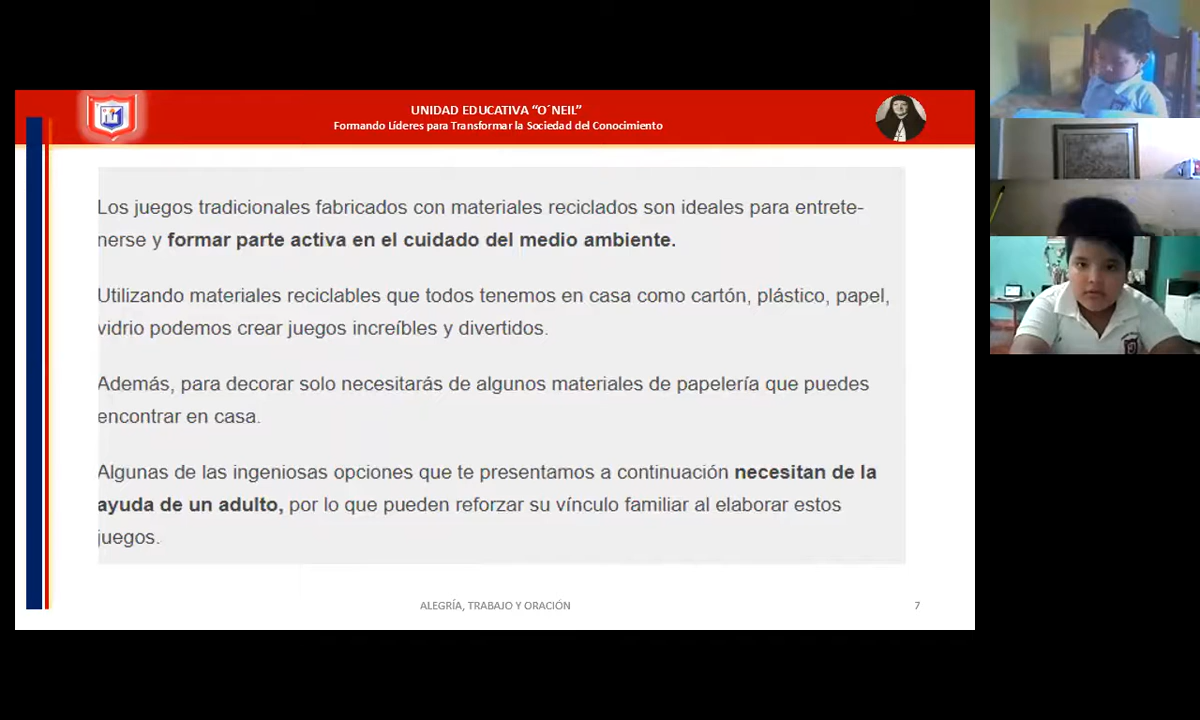 UNIDAD EDUCATIVA “O´NEIL”
Formando Líderes para Transformar la Sociedad del Conocimiento
Los juegos tradicionales fabricados con materiales reciclados son ideales para entrete-
nerse y formar parte activa en el cuidado del medio ambiente.
Utilizando materiales reciclables que todos tenemos en casa como cartón, plástico, papel,
vidrio podemos crear juegos increíbles y divertidos.
Además, para decorar solo necesitarás de algunos materiales de papelería que puedes
encontrar en casa.
Algunas de las ingeniosas opciones que te presentamos a continuación necesitan de la
ayuda de un adulto, por lo que pueden reforzar su vínculo familiar al elaborar estos
juegos.
ALEGRÍA, TRABAJO Y ORACIÓN
7